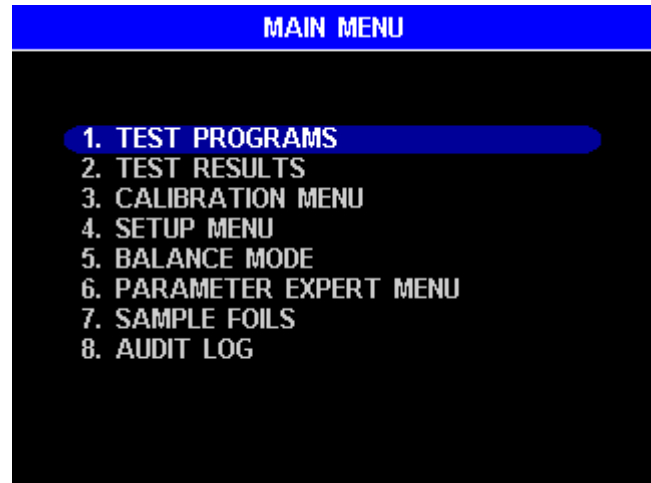 MAIN MENU
1. TEST PROGRAMS
2. TEST RESULTS
3. CALIBRATION MENU
4. SETUP MENU
5. BALANCE MODE
6. PARAMETER EXPERT MENU
7. SAMPLE FOILS
8. AUDIT LOG